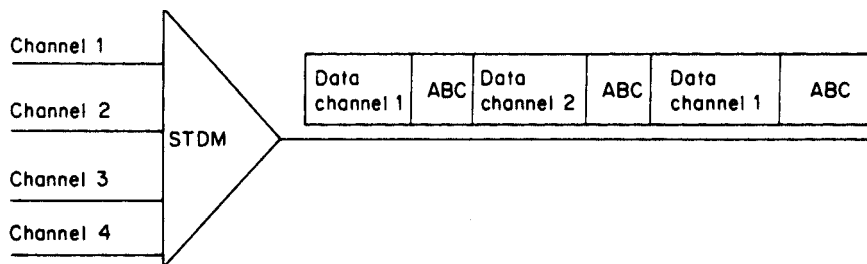 Channel 1
Channel 2
Channel 3
Channel 4
STDM
Data
channel 1
ABC
Data
channel 2
ABC
Data
channel 1
ABC